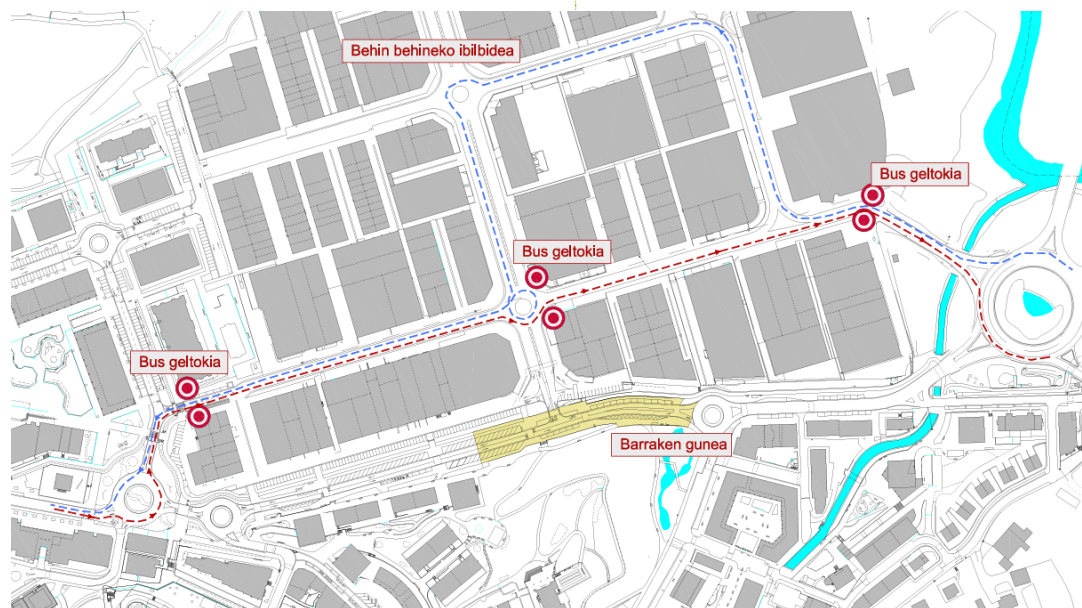 Behin behineko ibilbidea
Bus geltokia
Bus geltokia
Bus geltokia
Barraken gunea